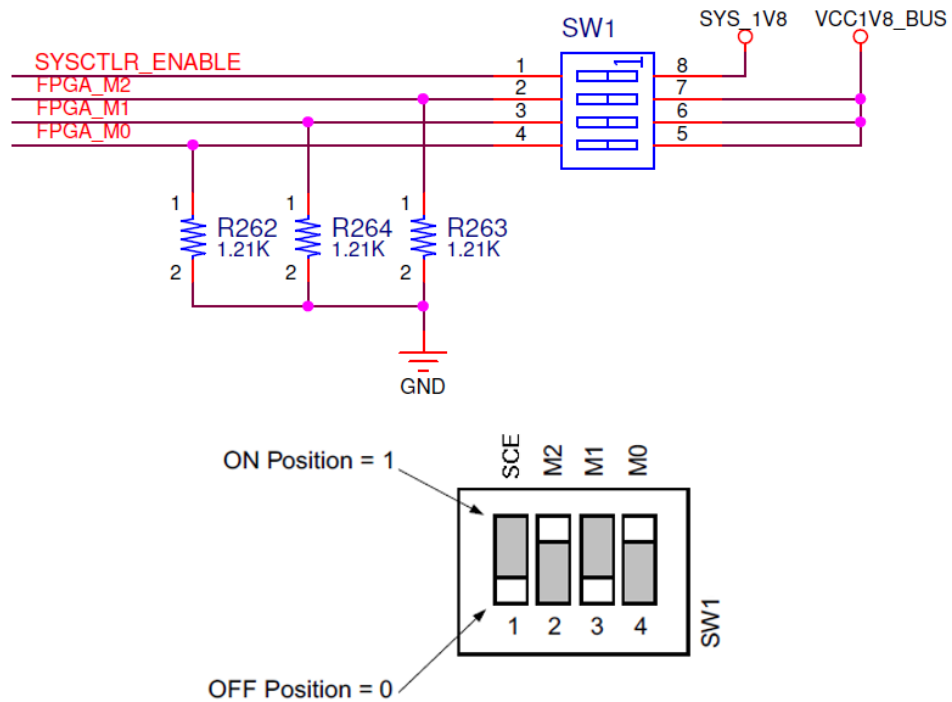 SYS_1V8 VCC1V8_BUS
SW1
SYSCTLR_ENABLE 1 1 8
FPGA_M2 2 7
FPGA_M1 3 6
FPGA_M0 4 5
1 1 1
R262 R264 R263
1.21K 1.21K 1.21K
2 2 2
GND
SCE M2 M1 M0
ON Position = 1
1 2 3 4
SW1
OFF Position = 0